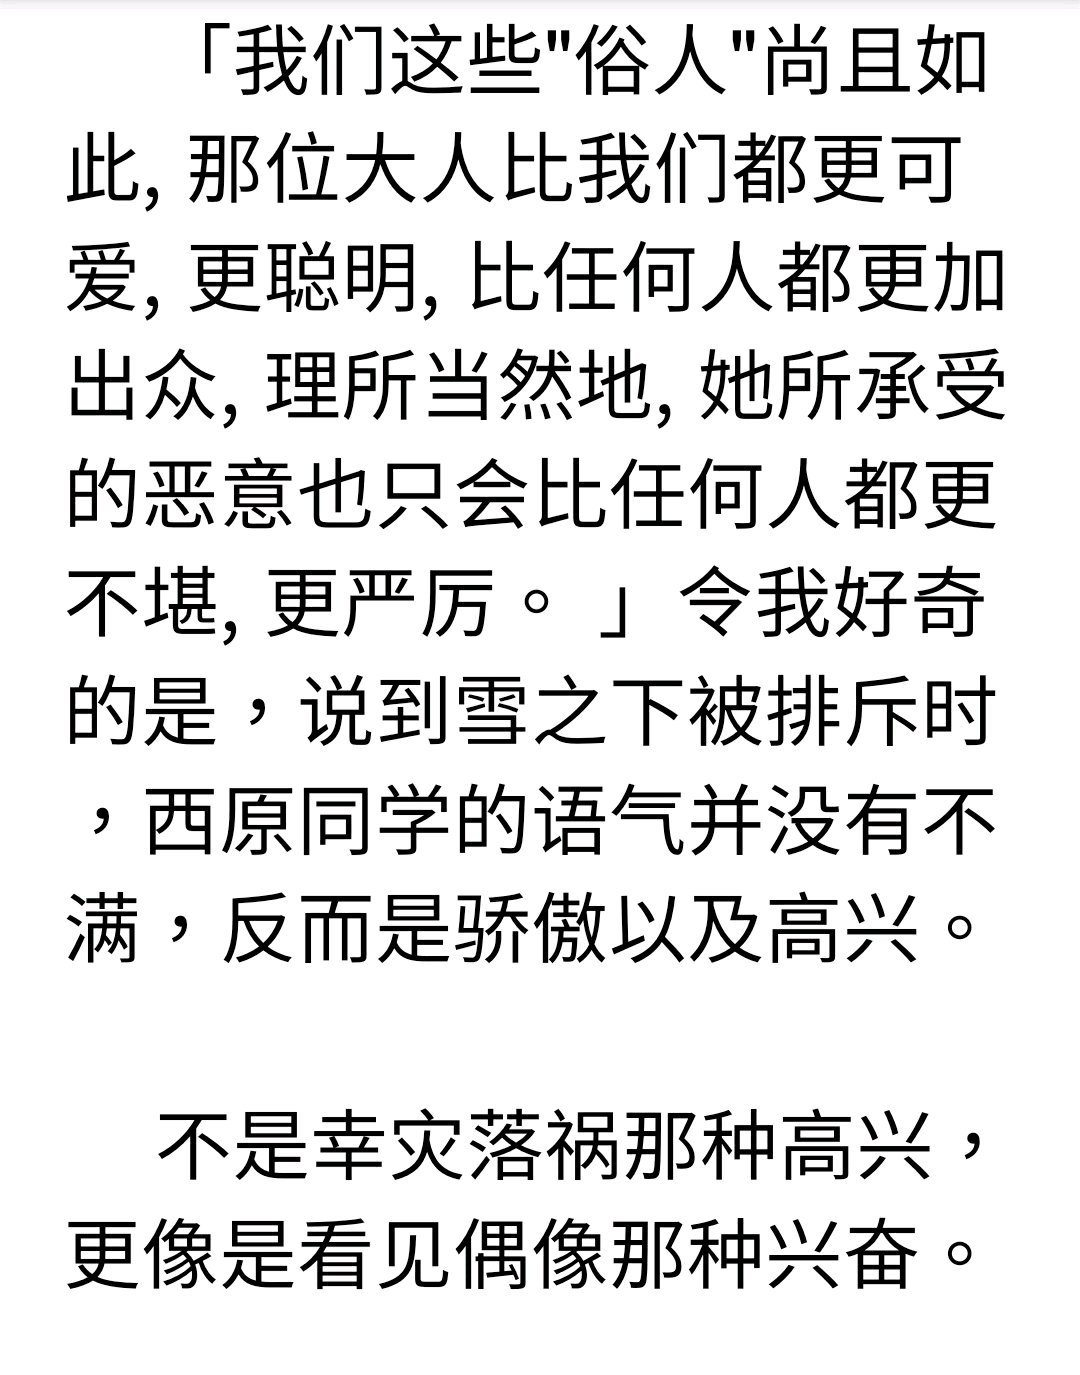 「我们这些"俗人"尚且如
此, 那位大人比我们都更可
爱, 更聪明, 比任何人都更加
出众, 理所当然地, 她所承受
的恶意也只会比任何人都更
不堪, 更严厉。 」令我好奇
的是，说到雪之下被排斥时
，西原同学的语气并没有不
满，反而是骄傲以及高兴。
不是幸灾落祸那种高兴，
更像是看见偶像那种兴奋。